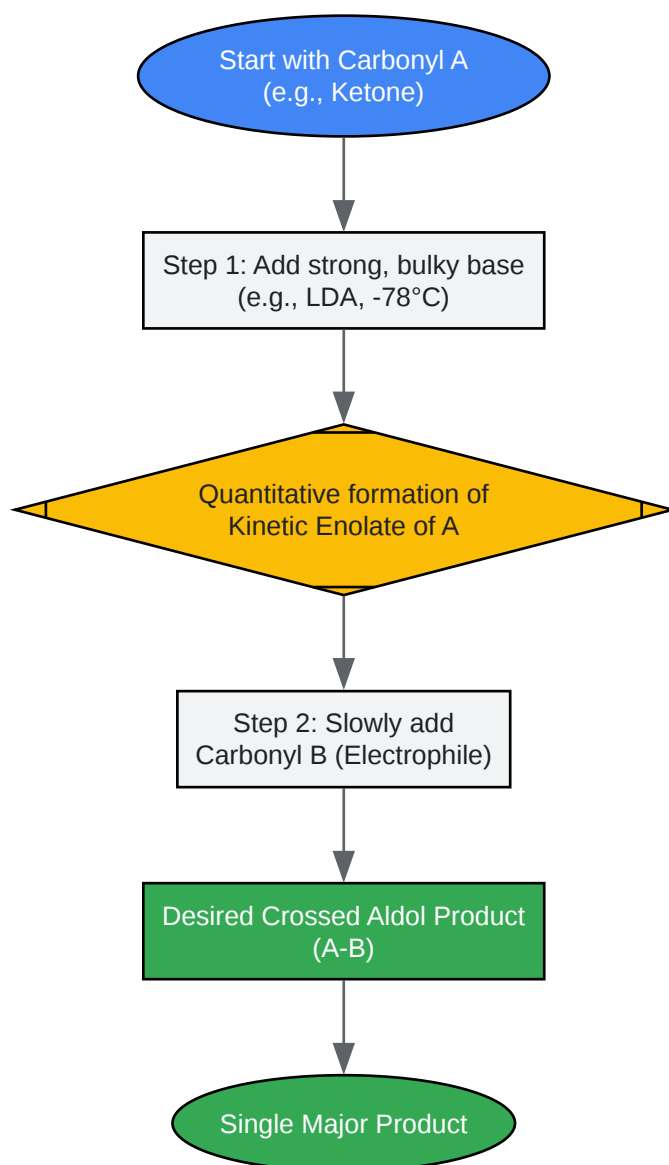 Start with Carbonyl A
(e.g., Ketone)
Step 1: Add strong, bulky base
(e.g., LDA, -78°C)
Quantitative formation of
Kinetic Enolate of A
Step 2: Slowly add
Carbonyl B (Electrophile)
Desired Crossed Aldol Product
(A-B)
Single Major Product